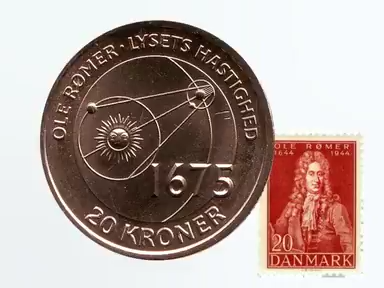 OLE RØMER · LYSETS HASTIGHED
1675
20 KRONER
OLE RØMER
1644 1944
20
DANMARK